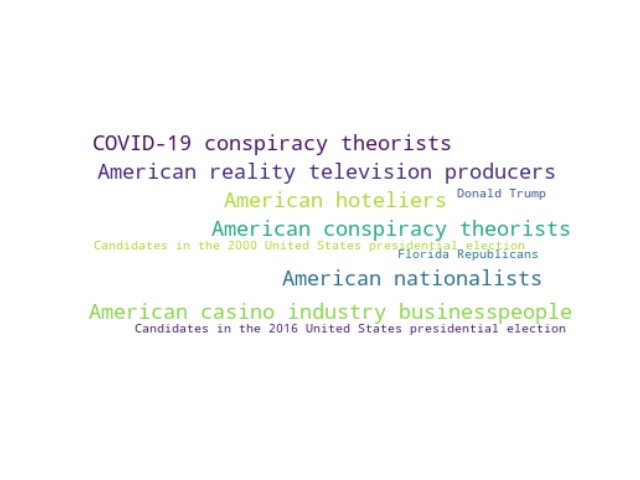 COVID-19 conspiracy theorists
American reality television producers
Donald Trump
American hoteliers
American conspiracy theorists
Candidates in the 2000 United States presidential election
Florida Republicans
American nationalists
American casino industry businesspeople
Candidates in the 2016 United States presidential election